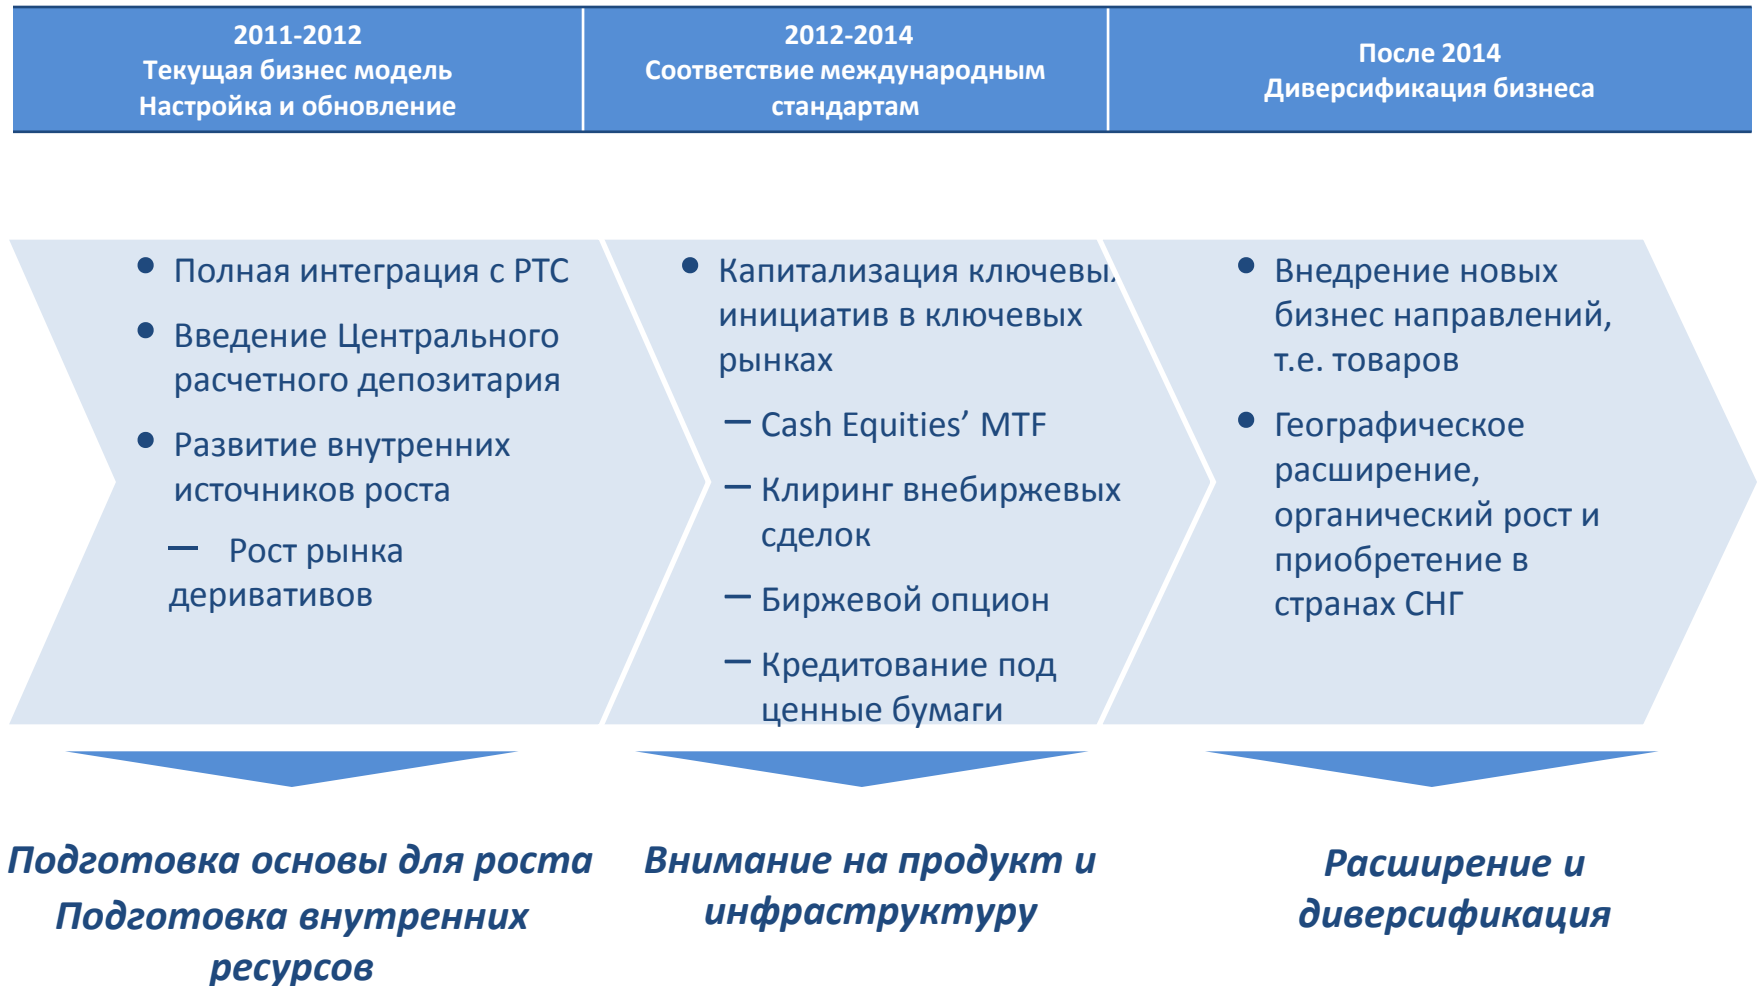 2011-2012
Текущая бизнес модель
Настройка и обновление
2012-2014
Соответствие международным
стандартам
После 2014
Диверсификация бизнеса
• Полная интеграция с РТС
• Введение Центрального
расчетного депозитария
• Развитие внутренних
источников роста
— Рост рынка
деривативов
• Капитализация ключевых
инициатив в ключевых
рынках
— Cash Equities’ MTF
— Клиринг внебиржевых
сделок
— Биржевой опцион
— Кредитование под
ценные бумаги
• Внедрение новых
бизнес направлений,
т.е. товаров
• Географическое
расширение,
органический рост и
приобретение в
странах СНГ
Подготовка основы для роста
Подготовка внутренних
ресурсов
Внимание на продукт и
инфраструктуру
Расширение и
диверсификация